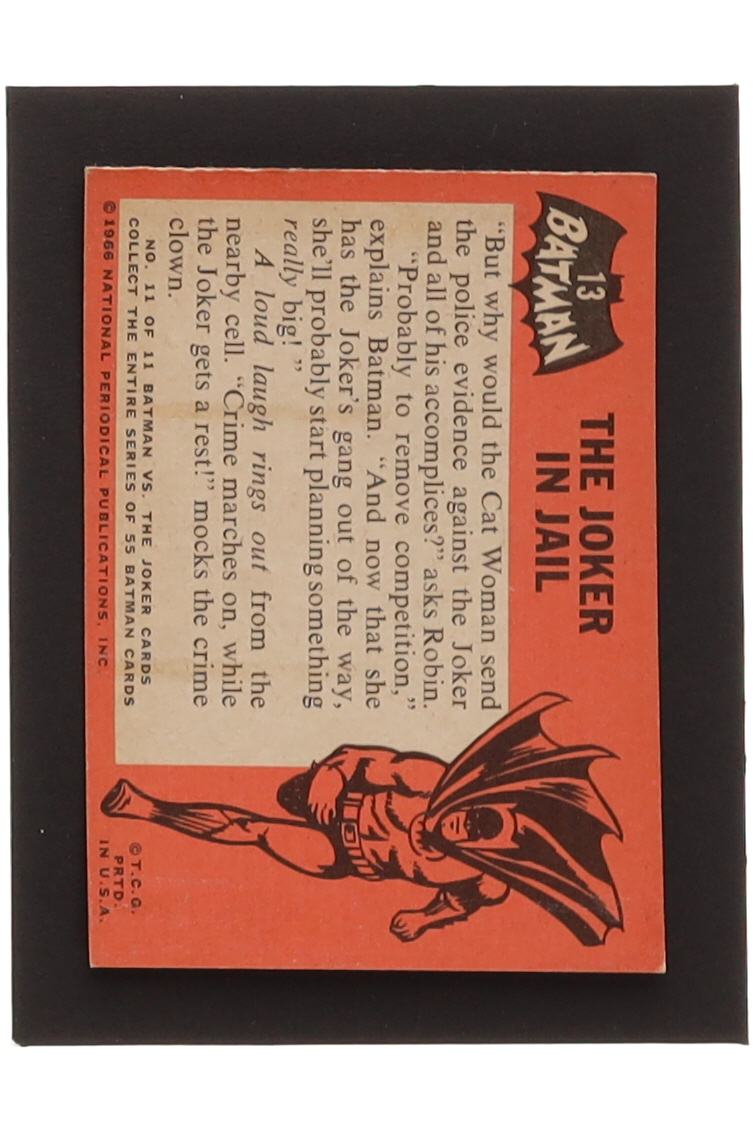 13
BATMAN
THE JOKER
IN JAIL
“But why would the Cat Woman send
the police evidence against the Joker
and all of his accomplices?” asks Robin.
“Probably to remove competition,”
explains Batman. “And now that she
has the Joker's gang out of the way,
she'll probably start planning something
really big! ”
A loud laugh rings out from the
nearby cell. “Crime marches on, while
the Joker gets a rest!” mocks the crime
clown.
NO. 11 OF 11 BATMAN VS. THE JOKER CARDS
COLLECT THE ENTIRE SERIES OF 55 BATMAN CARDS
© 1966 NATIONAL PERIODICAL PUBLICATIONS, INC.
© T.C.G.
PRTD.
IN U.S.A.